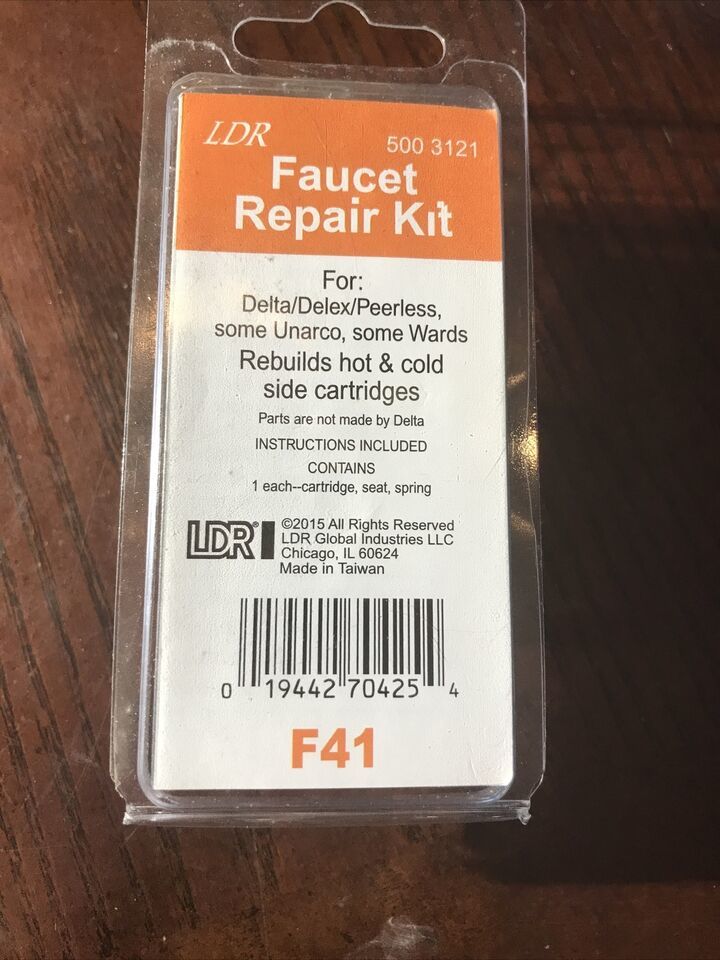 LDR
500 3121
Faucet
Repair Kit
For:
Delta/Delex/Peerless,
some Unarco, some Wards
Rebuilds hot & cold
side cartridges
Parts are not made by Delta
INSTRUCTIONS INCLUDED
CONTAINS
1 each--cartridge, seat, spring
LDR®
©2015 All Rights Reserved
LDR Global Industries LLC
Chicago, IL 60624
Made in Taiwan
0 19442 70425 4
F41